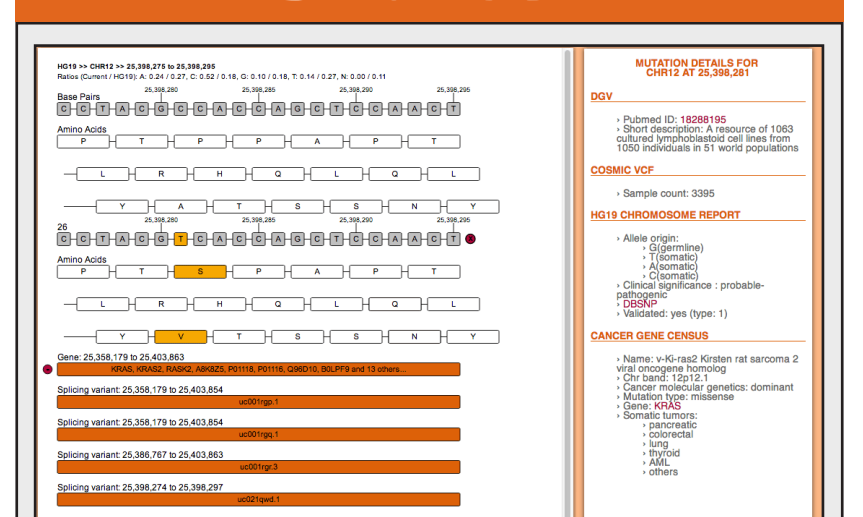 HG19 >> CHR12 >> 25,398,275 to 25,398,295
Ratios (Current / HG19): A: 0.24 / 0.27, C: 0.52 / 0.18, G: 0.10 / 0.18, T: 0.14 / 0.27, N: 0.00 / 0.11
25,398,280 25,398,285 25,398,290 25,398,295
Base Pairs
C C T A C G C C A C C A G C T C C A A C T
Amino Acids
P T P P A P T
L R H Q L Q L
Y A T S S N Y
25,398,280 25,398,285 25,398,290 25,398,295
26
C C T A C G T C A C C A G C T C C A A C T
Amino Acids
P T S P A P T
L R H Q L Q L
Y V T S S N Y
Gene: 25,358,179 to 25,403,863
KRAS, KRAS2, RASK2, A8K8Z5, P01118, P01116, Q96D10, B0LPF9 and 13 others...
Splicing variant: 25,358,179 to 25,403,854
uc001rgp.1
Splicing variant: 25,358,179 to 25,403,854
uc001rgq.1
Splicing variant: 25,386,767 to 25,403,863
uc001rgr.3
Splicing variant: 25,398,274 to 25,398,297
uc021qwd.1
MUTATION DETAILS FOR
CHR12 AT 25,398,281
DGV
› Pubmed ID: 18288195
› Short description: A resource of 1063
cultured lymphoblastoid cell lines from
1050 individuals in 51 world populations
COSMIC VCF
› Sample count: 3395
HG19 CHROMOSOME REPORT
› Allele origin:
› G(germline)
› T(somatic)
› A(somatic)
› C(somatic)
› Clinical significance : probable-
pathogenic
› DBSNP
› Validated: yes (type: 1)
CANCER GENE CENSUS
› Name: v-Ki-ras2 Kirsten rat sarcoma 2
viral oncogene homolog
› Chr band: 12p12.1
› Cancer molecular genetics: dominant
› Mutation type: missense
› Gene: KRAS
› Somatic tumors:
› pancreatic
› colorectal
› lung
› thyroid
› AML
› others